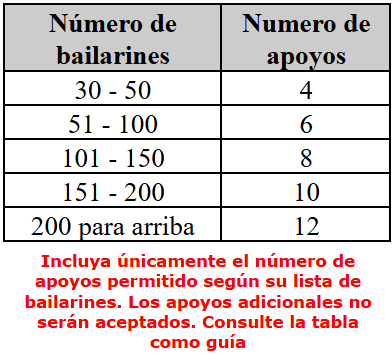 Número de bailarines Numero de apoyos
30 - 50 4
51 - 100 6
101 - 150 8
151 - 200 10
200 para arriba 12
Incluya únicamente el número de
apoyos permitido según su lista de
bailarines. Los apoyos adicionales no
serán aceptados. Consulte la tabla
como guía